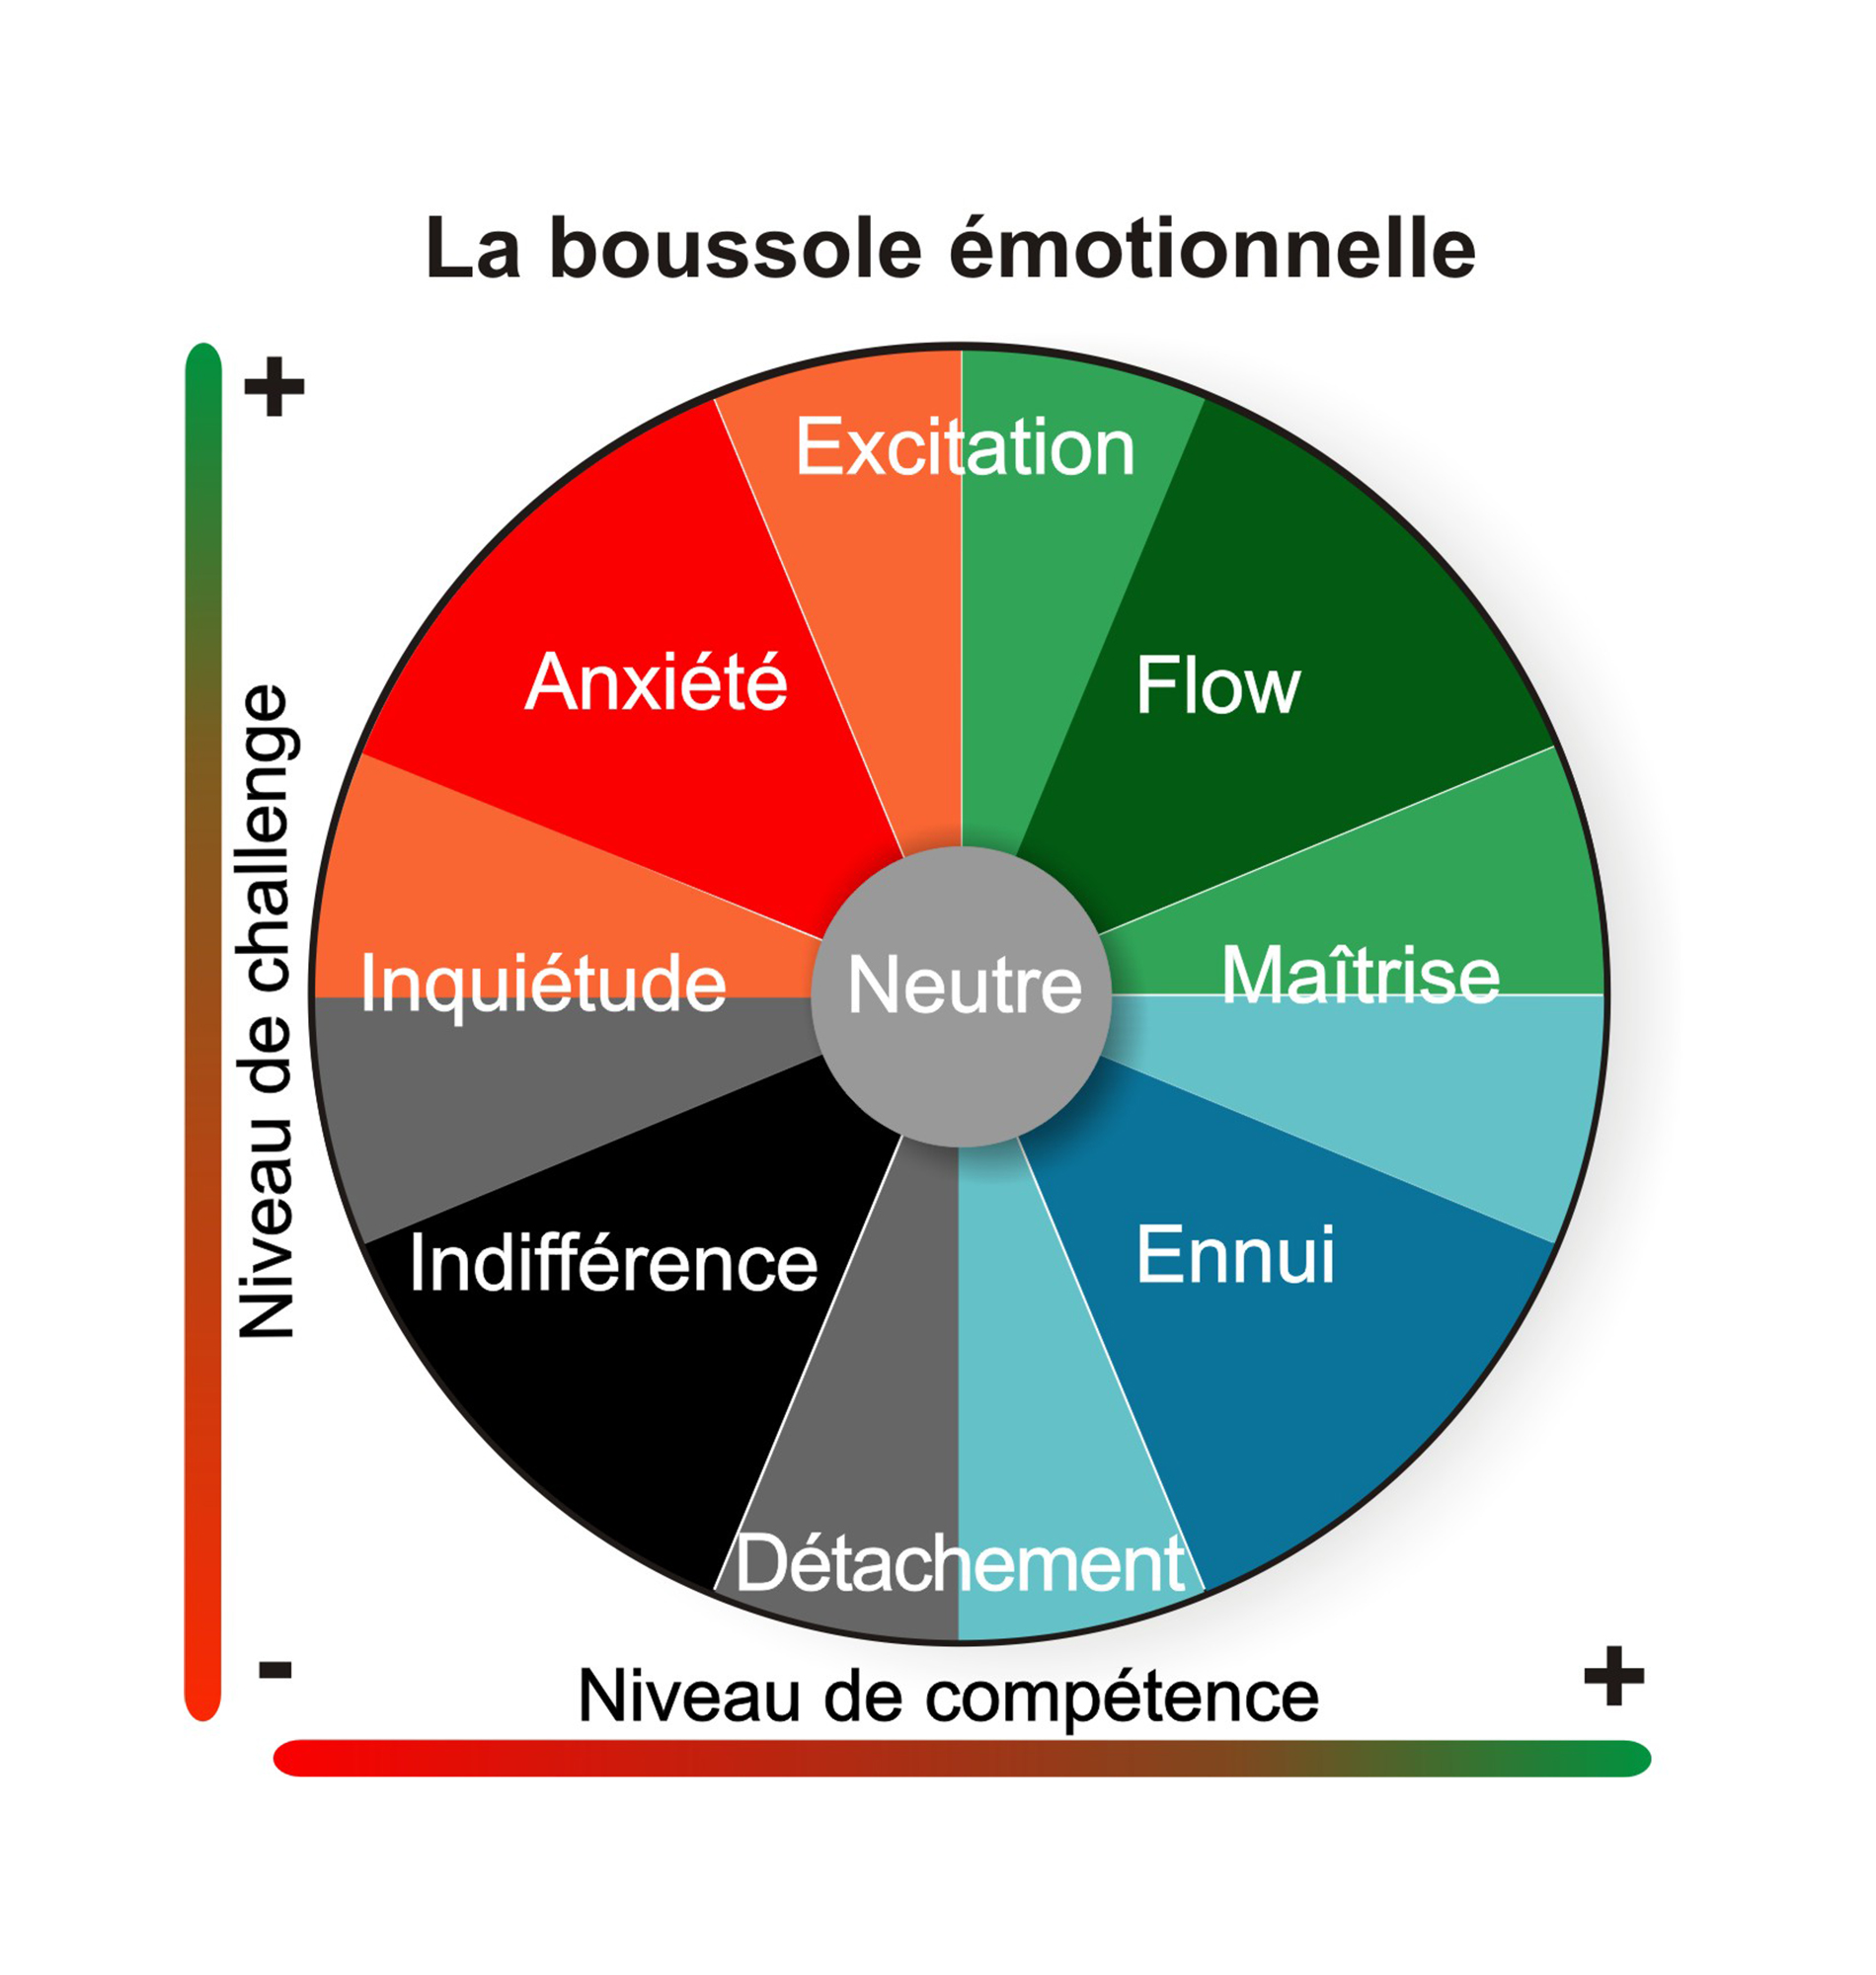 La boussole émotionnelle
+
Excitation
Anxiété
Flow
Niveau de challenge
Inquiétude
Neutre
Maîtrise
Indifférence
Ennui
Détachement
-
Niveau de compétence
+